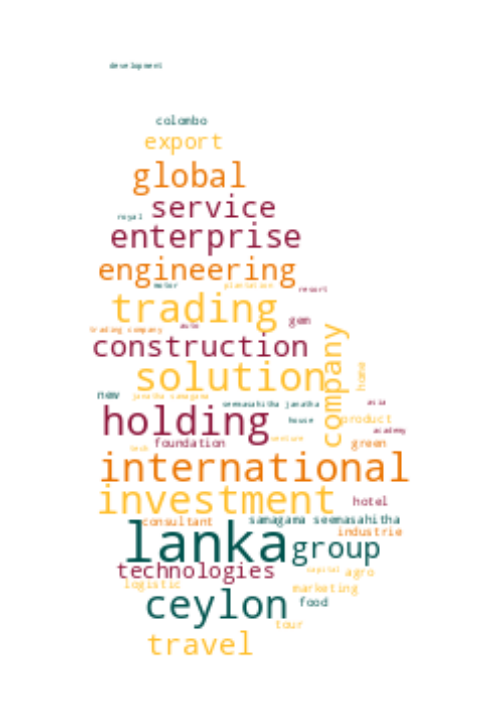 development
colombo
export
global
service
royal
enterprise
engineering
motor plantation
resort
trading
gem
trading company auto
construction
company
solution
home
new janatha samagama
seemasahitha janatha
asia
holding
house product
academy
foundation venture green
tech
international
investment
hotel
consultant samagama seemasahitha
lanka
industrie
group
technologies
capital agro
logistic
marketing
ceylon
food
tour
travel